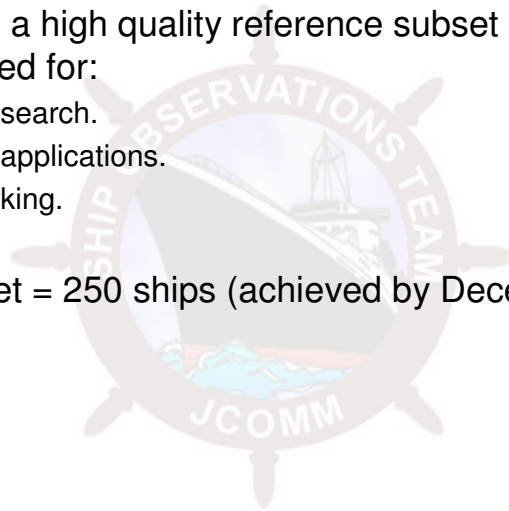 a high quality reference subset
ed for:
search.
applications.
king.
SHIP OBSERVATIONS TEAM
et = 250 ships (achieved by Dece
JCOMM